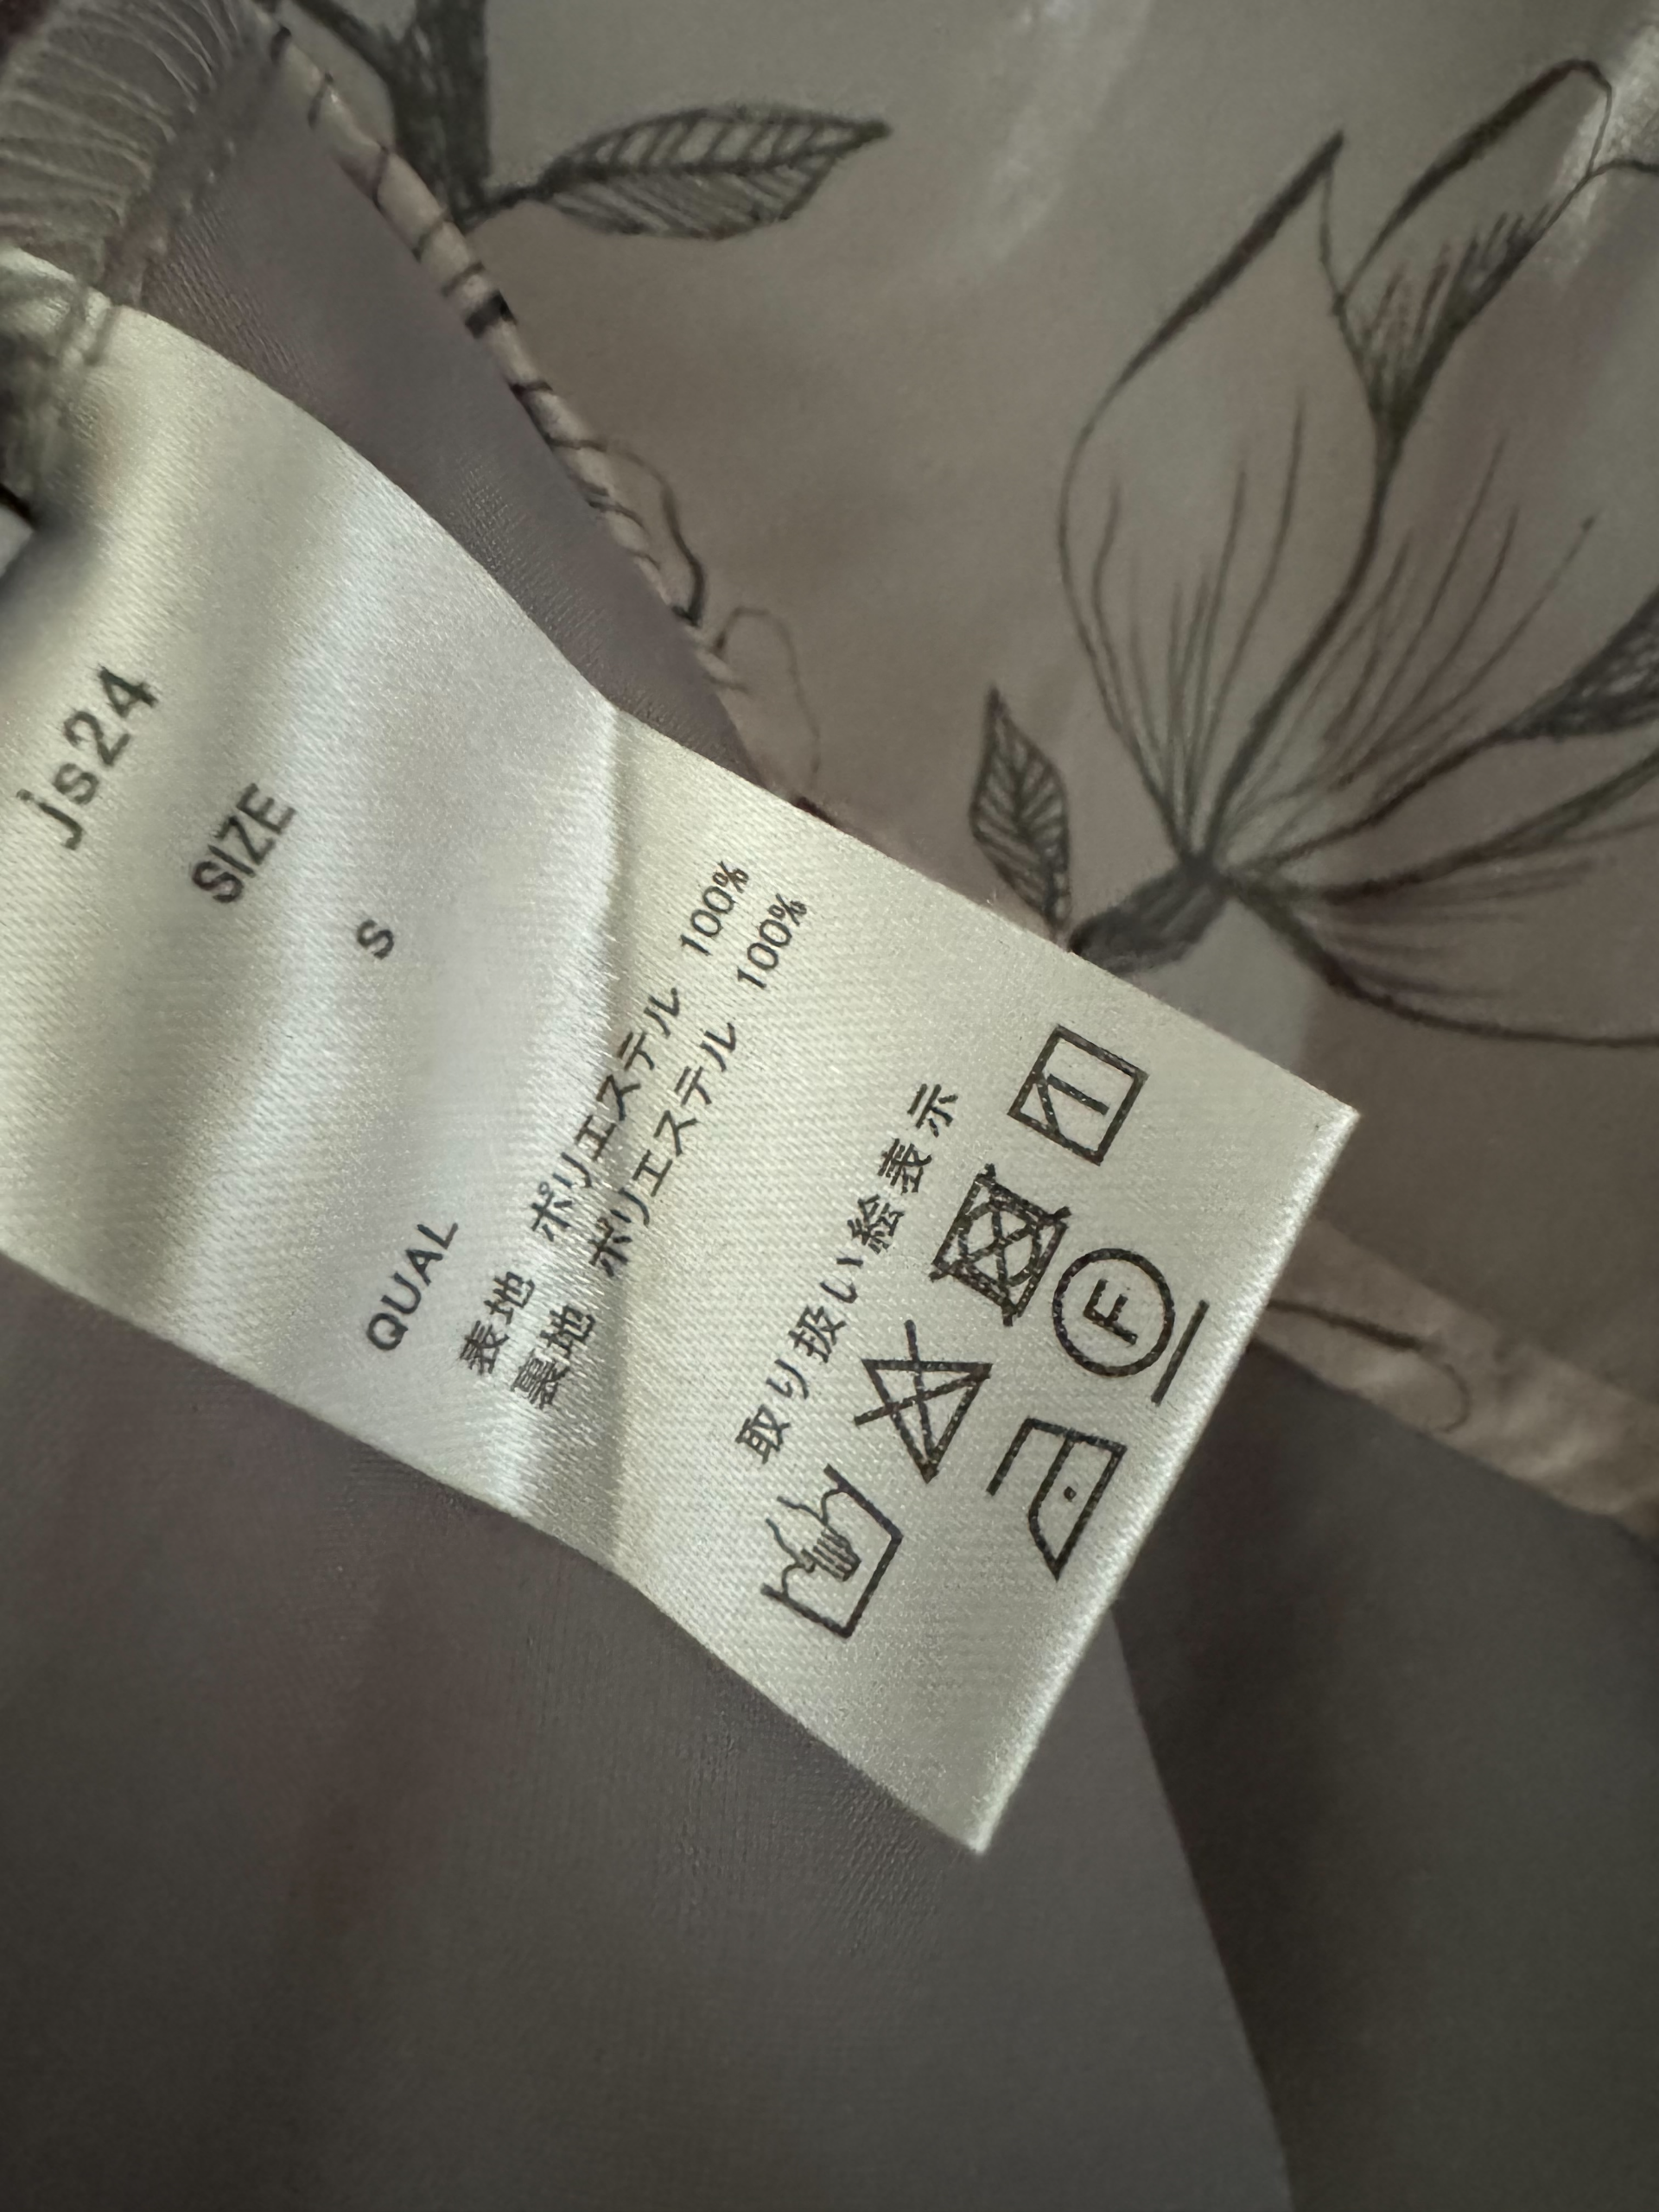 js24
SIZE
S
QUAL
表地 ポリエステル 100%
裏地 ポリエステル 100%
取り扱い絵表示
F